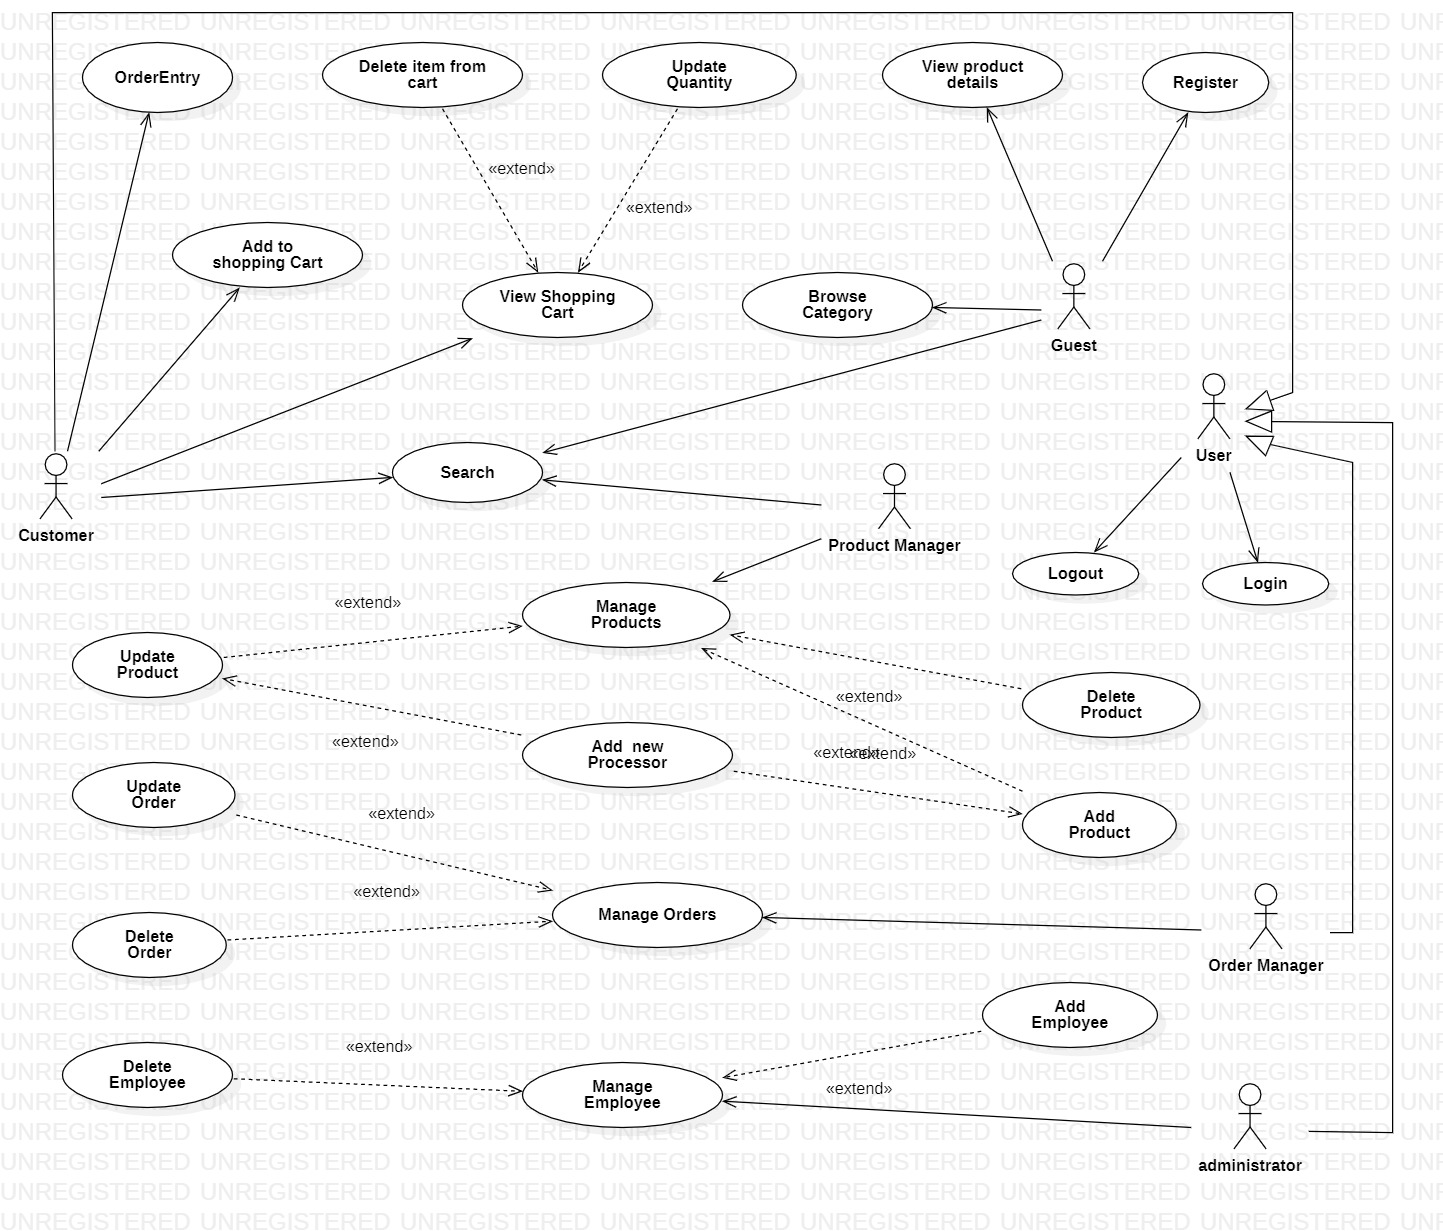 OrderEntry
Delete item from
cart
Update
Quantity
View product
details
Register
«extend»
«extend»
Add to
shopping Cart
View Shopping
Cart
Browse
Category
Guest
User
Search
Customer
Product Manager
Logout
Login
«extend»
Manage
Products
Update
Product
«extend»
Delete
Product
«extend»
Add  new
Processor
«extend»
«extend»
Update
Order
«extend»
Add
Product
«extend»
Manage Orders
Delete
Order
Order Manager
Add
Employee
«extend»
Delete
Employee
Manage
Employee
«extend»
administrator
UNREGISTERED